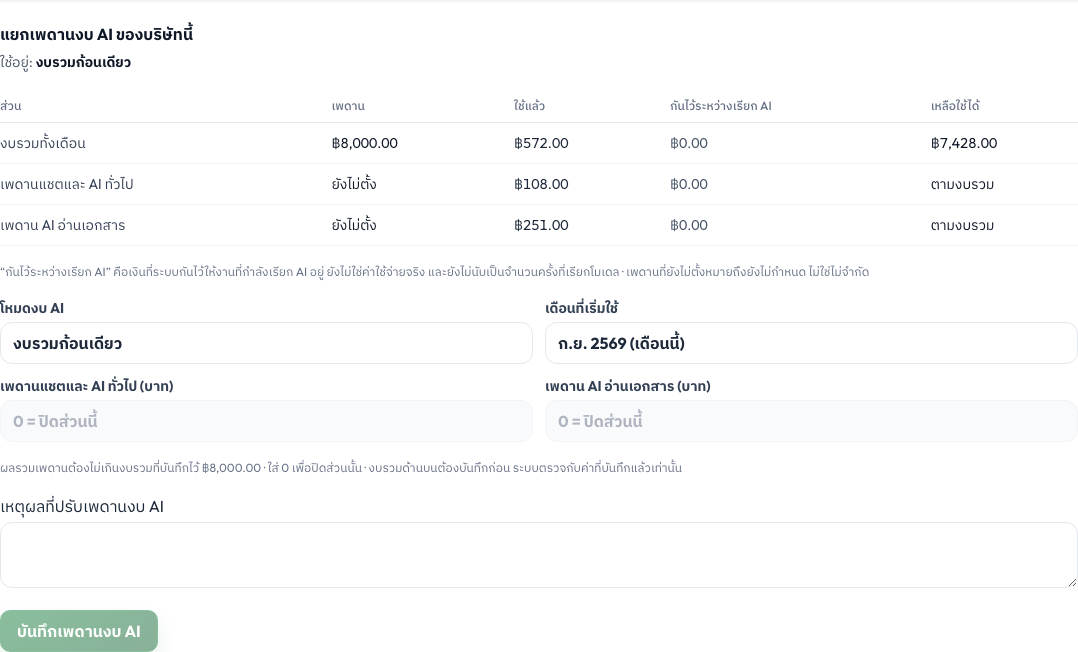 แยกเพดานงบ AI ของบริษัทนี้
ใช้อยู่: งบรวมก้อนเดียว
ส่วน เพดาน ใช้แล้ว กันไว้ระหว่างเรียก AI เหลือใช้ได้
งบรวมทั้งเดือน ฿8,000.00 ฿572.00 ฿0.00 ฿7,428.00
เพดานแชตและ AI ทั่วไป ยังไม่ตั้ง ฿108.00 ฿0.00 ตามงบรวม
เพดาน AI อ่านเอกสาร ยังไม่ตั้ง ฿251.00 ฿0.00 ตามงบรวม
“กันไว้ระหว่างเรียก AI” คือเงินที่ระบบกันไว้ให้งานที่กำลังเรียก AI อยู่ ยังไม่ใช่ค่าใช้จ่ายจริง และยังไม่นับเป็นจำนวนครั้งที่เรียกโมเดล · เพดานที่ยังไม่ตั้งหมายถึงยังไม่กำหนด ไม่ใช่ไม่จำกัด
โหมดงบ AI เดือนที่เริ่มใช้
งบรวมก้อนเดียว ก.ย. 2569 (เดือนนี้)
เพดานแชตและ AI ทั่วไป (บาท) เพดาน AI อ่านเอกสาร (บาท)
0 = ปิดส่วนนี้ 0 = ปิดส่วนนี้
ผลรวมเพดานต้องไม่เกินงบรวมที่บันทึกไว้ ฿8,000.00 · ใส่ 0 เพื่อปิดส่วนนั้น · งบรวมด้านบนต้องบันทึกก่อน ระบบตรวจกับค่าที่บันทึกแล้วเท่านั้น
เหตุผลที่ปรับเพดานงบ AI
บันทึกเพดานงบ AI